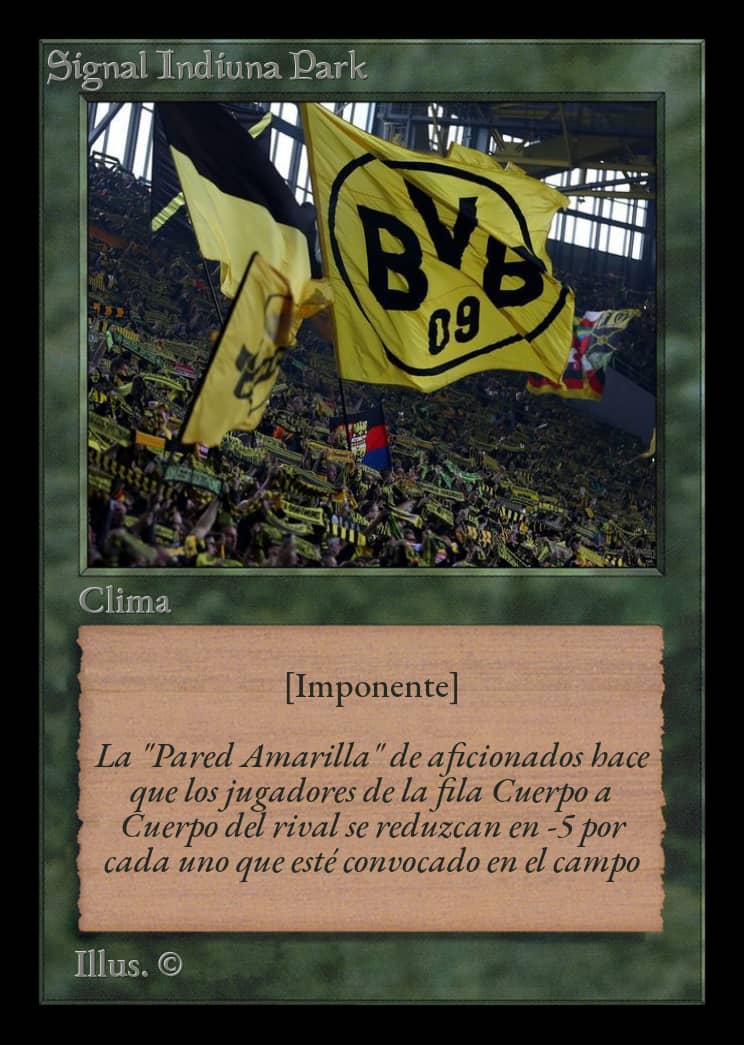 Signal Indiuna Park
BVB
09
Clima
[Imponente]
La "Pared Amarilla" de aficionados hace
que los jugadores de la fila Cuerpo a
Cuerpo del rival se reduzcan en -5 por
cada uno que esté convocado en el campo
Illus. ©